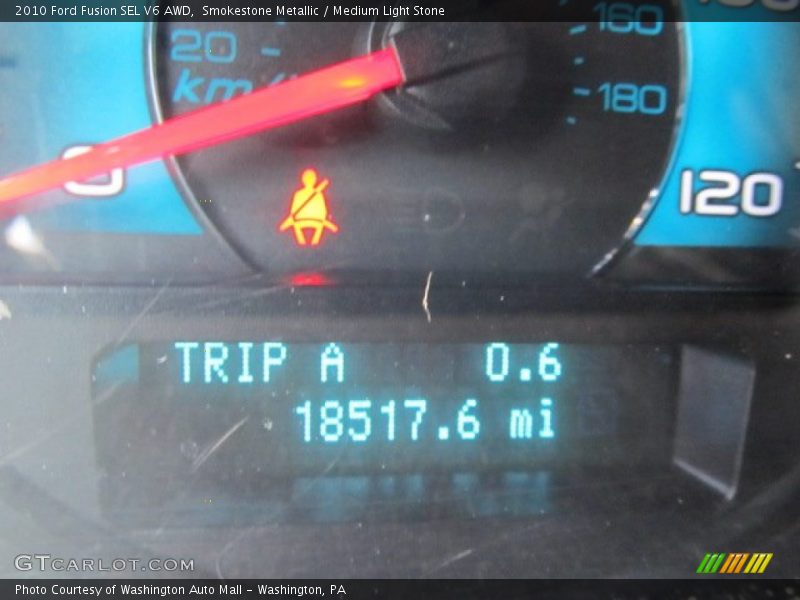 2010 Ford Fusion SEL V6 AWD, Smokestone Metallic / Medium Light Stone
160
20
km/
180
0
120
TRIP A 0.6
18517.6 mi
GTCARLOT.COM
Photo Courtesy of Washington Auto Mall - Washington, PA